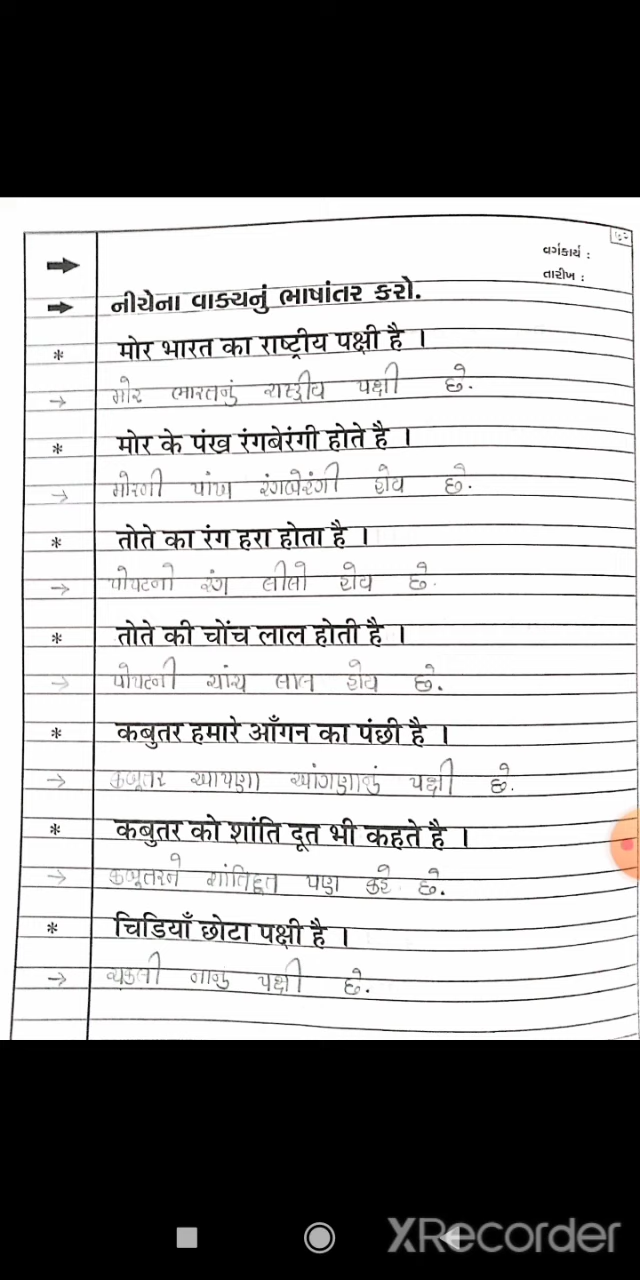 વર્ગકાર્ય :
તારીખ :
નીચેના વાક્યનું ભાષાંતર કરો.
* मोर भारत का राष्ट्रीय पक्षी है ।
→ મોર ભારતનું રાસ્ટ્રીય પક્ષી છે.
* मोर के पंख रंगबेरंगी होते है ।
→ મોરની પાંખ રંગબેરંગી હોય છે.
* तोते का रंग हरा होता है ।
→ પોપટનો રંગ લીલો હોય છે.
* तोते की चोंच लाल होती है ।
→ પોપટની ચાંચ લાલ હોય છે.
* कबुतर हमारे आँगन का पंछी है ।
→ કબૂતર આપણા આંગણાનું પક્ષી છે.
* कबुतर को शांति दूत भी कहते है ।
→ કબૂતરને શાંતિદૂત પણ કહે છે.
* चिडियाँ छोटा पक्षी है ।
→ ચકલી નાનું પક્ષી છે.
XRecorder